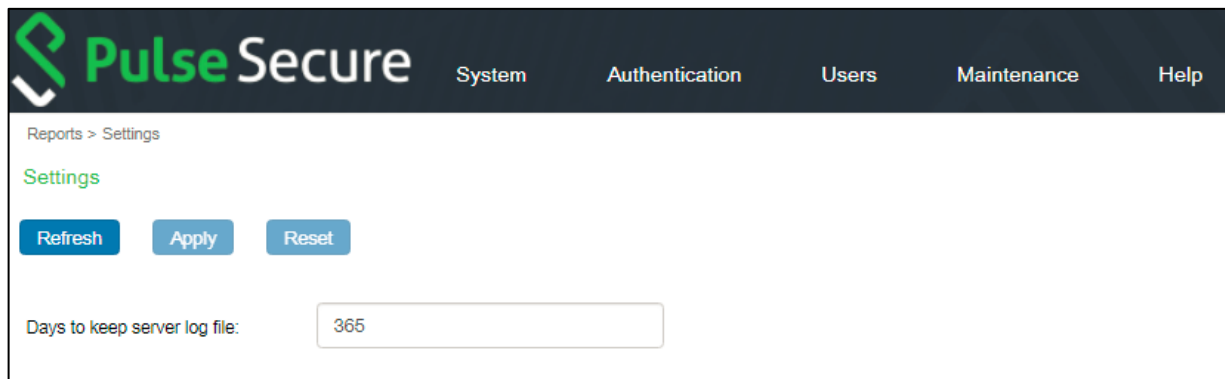 Pulse Secure System Authentication Users Maintenance Help
Reports > Settings
Settings
Refresh Apply Reset
Days to keep server log file: 365